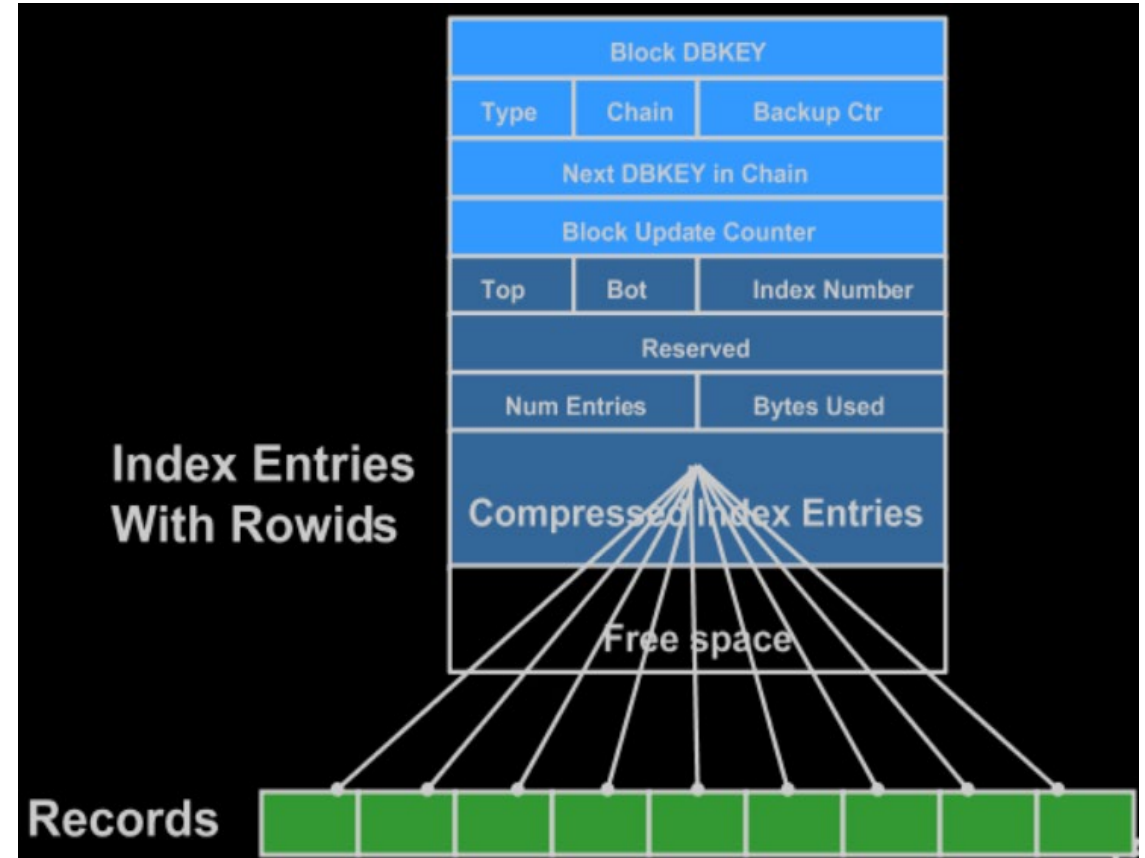 Block DBKEY
Type Chain Backup Ctr
Next DBKEY in Chain
Block Update Counter
Top Bot Index Number
Reserved
Num Entries Bytes Used
Index Entries
With Rowids
Compressed Index Entries
Free space
Records